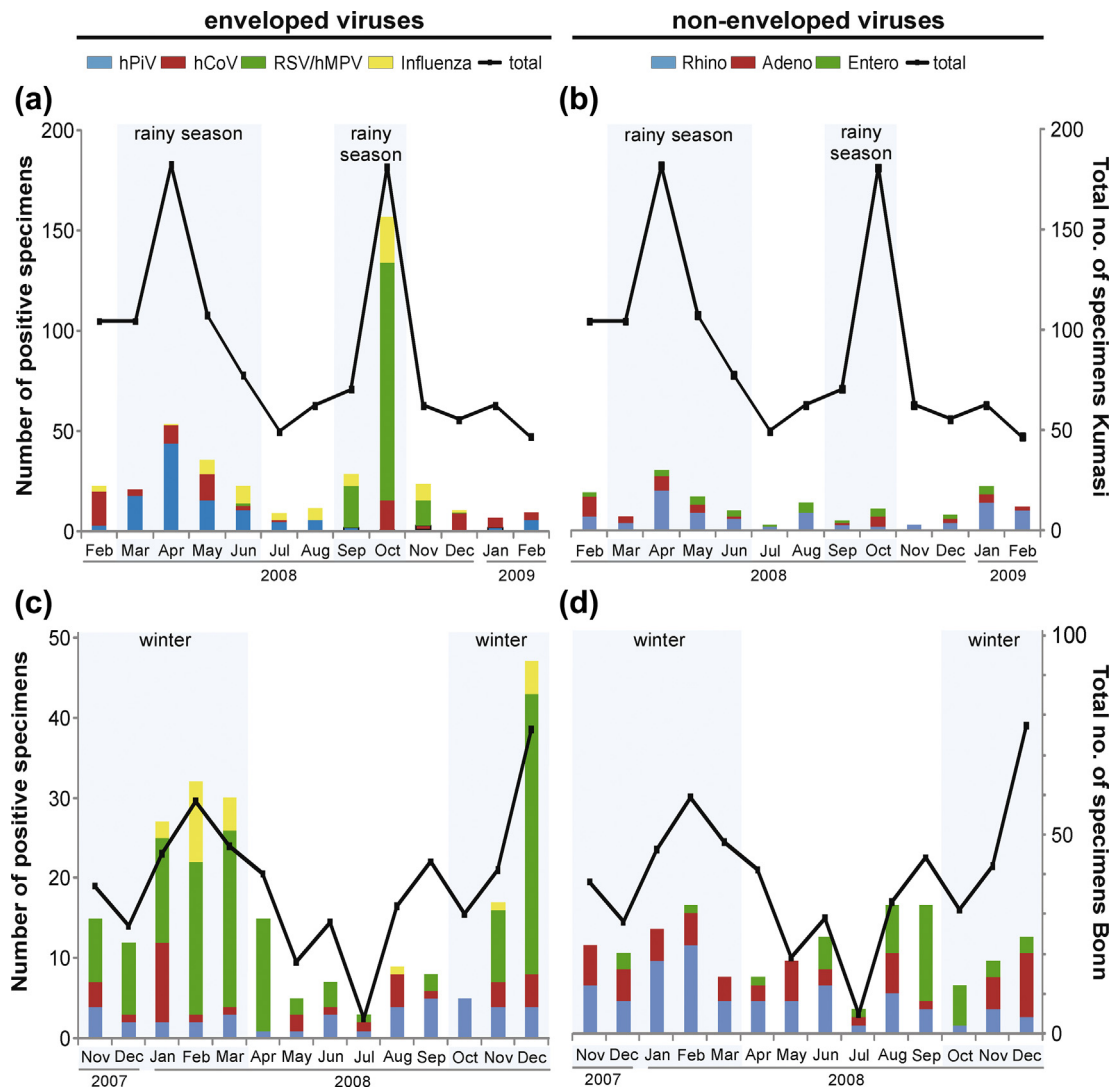 enveloped viruses
non-enveloped viruses
hPiV hCoV RSV/hMPV Influenza total
Rhino Adeno Entero total
(a)
(b)
200
150
100
50
0
Number of positive specimens
rainy season
rainy
season
Feb Mar Apr May Jun Jul Aug Sep Oct Nov Dec Jan Feb
2008
2009
rainy season
rainy
season
200
150
100
50
0
Total no. of specimens Kumasi
Feb Mar Apr May Jun Jul Aug Sep Oct Nov Dec Jan Feb
2008
2009
(c)
(d)
50
40
30
20
10
0
Number of positive specimens
winter
winter
Nov Dec Jan Feb Mar Apr May Jun Jul Aug Sep Oct Nov Dec
2007
2008
winter
winter
100
50
0
Total no. of specimens Bonn
Nov Dec Jan Feb Mar Apr May Jun Jul Aug Sep Oct Nov Dec
2007
2008